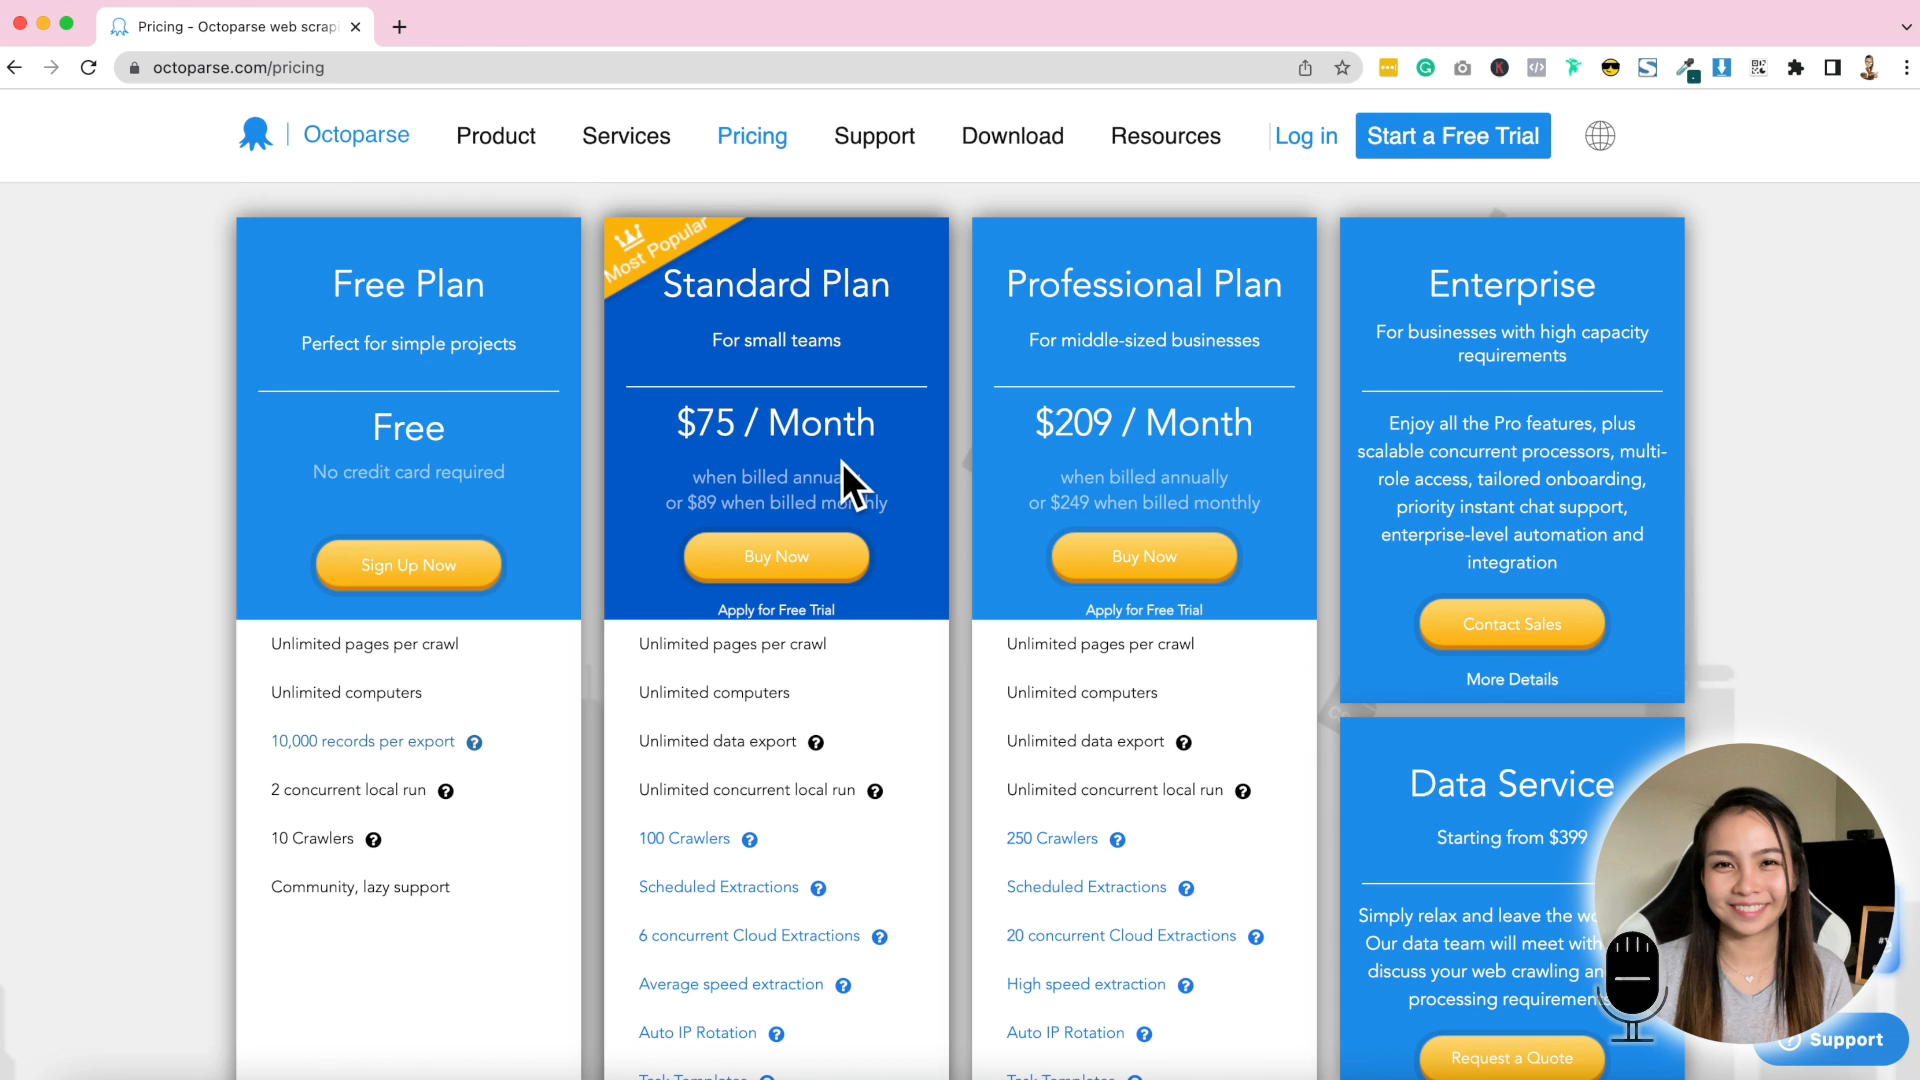 Pricing - Octoparse web scrapi
octoparse.com/pricing
Octoparse
Product
Services
Pricing
Support
Download
Resources
Log in
Start a Free Trial
Free Plan
Perfect for simple projects
Free
No credit card required
Sign Up Now
Unlimited pages per crawl
Unlimited computers
10,000 records per export
2 concurrent local run
10 Crawlers
Community, lazy support
Most Popular
Standard Plan
For small teams
$75 / Month
when billed annua
or $89 when billed monthly
Buy Now
Apply for Free Trial
Unlimited pages per crawl
Unlimited computers
Unlimited data export
Unlimited concurrent local run
100 Crawlers
Scheduled Extractions
6 concurrent Cloud Extractions
Average speed extraction
Auto IP Rotation
Task Templates
Professional Plan
For middle-sized businesses
$209 / Month
when billed annually
or $249 when billed monthly
Buy Now
Apply for Free Trial
Unlimited pages per crawl
Unlimited computers
Unlimited data export
Unlimited concurrent local run
250 Crawlers
Scheduled Extractions
20 concurrent Cloud Extractions
High speed extraction
Auto IP Rotation
Task Templates
Enterprise
For businesses with high capacity
requirements
Enjoy all the Pro features, plus
scalable concurrent processors, multi-
role access, tailored onboarding,
priority instant chat support,
enterprise-level automation and
integration
Contact Sales
More Details
Data Service
Starting from $399
Simply relax and leave the wo
Our data team will meet with
discuss your web crawling an
processing requirement
Request a Quote
Support